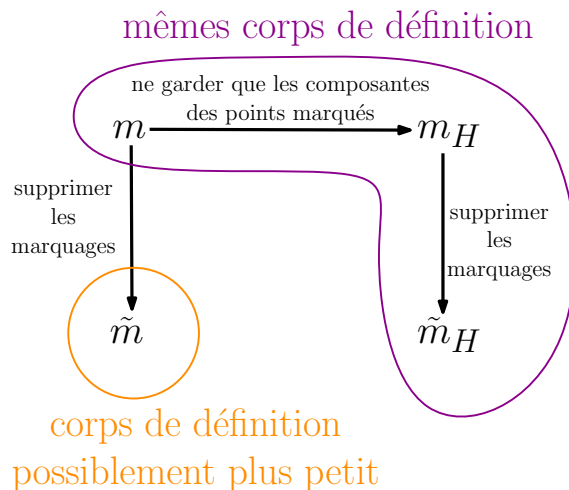 mêmes corps de définition
ne garder que les composantes
des points marqués
m
m_H
supprimer
les
marquages
supprimer
les
marquages
m̃
m̃_H
corps de définition
possiblement plus petit